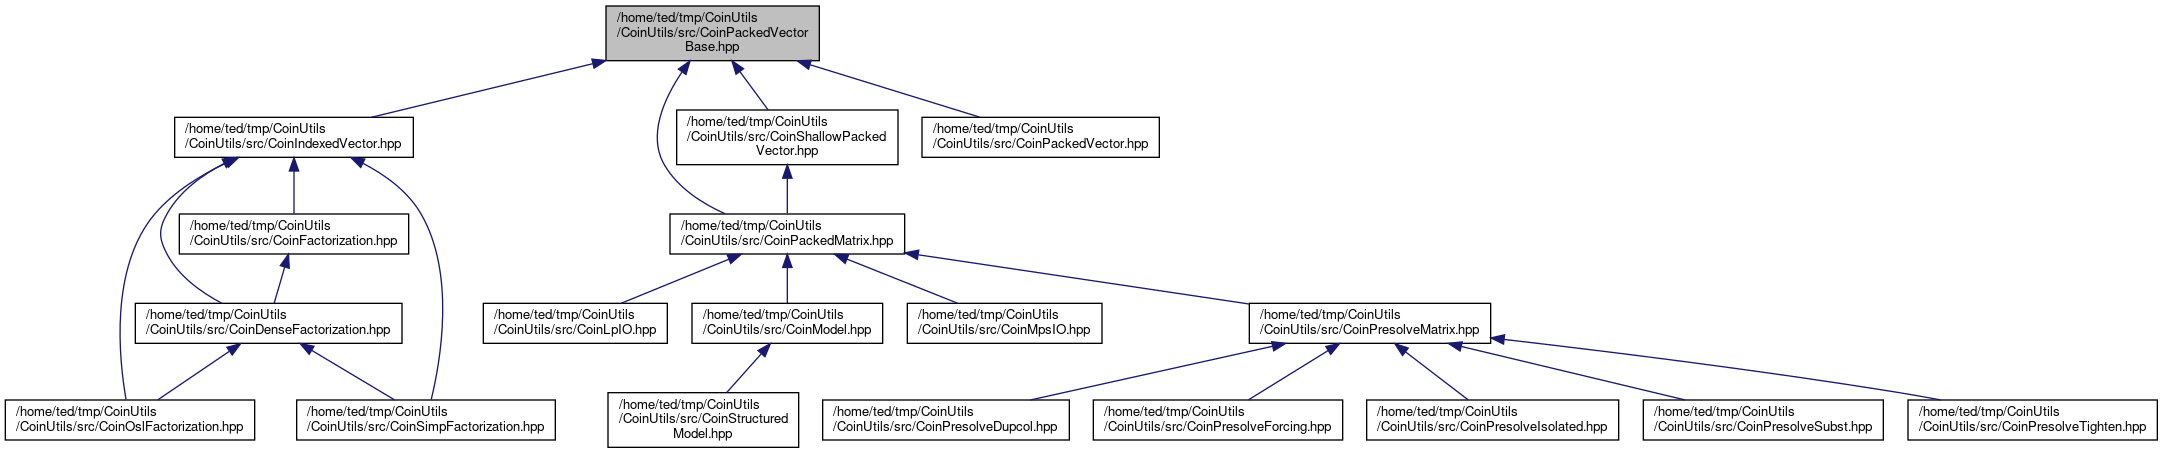 /home/ted/tmp/CoinUtils
/CoinUtils/src/CoinPackedVector
Base.hpp
/home/ted/tmp/CoinUtils
/CoinUtils/src/CoinIndexedVector.hpp
/home/ted/tmp/CoinUtils
/CoinUtils/src/CoinShallowPacked
Vector.hpp
/home/ted/tmp/CoinUtils
/CoinUtils/src/CoinPackedVector.hpp
/home/ted/tmp/CoinUtils
/CoinUtils/src/CoinFactorization.hpp
/home/ted/tmp/CoinUtils
/CoinUtils/src/CoinPackedMatrix.hpp
/home/ted/tmp/CoinUtils
/CoinUtils/src/CoinDenseFactorization.hpp
/home/ted/tmp/CoinUtils
/CoinUtils/src/CoinLpIO.hpp
/home/ted/tmp/CoinUtils
/CoinUtils/src/CoinModel.hpp
/home/ted/tmp/CoinUtils
/CoinUtils/src/CoinMpsIO.hpp
/home/ted/tmp/CoinUtils
/CoinUtils/src/CoinPresolveMatrix.hpp
/home/ted/tmp/CoinUtils
/CoinUtils/src/CoinOslFactorization.hpp
/home/ted/tmp/CoinUtils
/CoinUtils/src/CoinSimpFactorization.hpp
/home/ted/tmp/CoinUtils
/CoinUtils/src/CoinStructured
Model.hpp
/home/ted/tmp/CoinUtils
/CoinUtils/src/CoinPresolveDupcol.hpp
/home/ted/tmp/CoinUtils
/CoinUtils/src/CoinPresolveForcing.hpp
/home/ted/tmp/CoinUtils
/CoinUtils/src/CoinPresolveIsolated.hpp
/home/ted/tmp/CoinUtils
/CoinUtils/src/CoinPresolveSubst.hpp
/home/ted/tmp/CoinUtils
/CoinUtils/src/CoinPresolveTighten.hpp